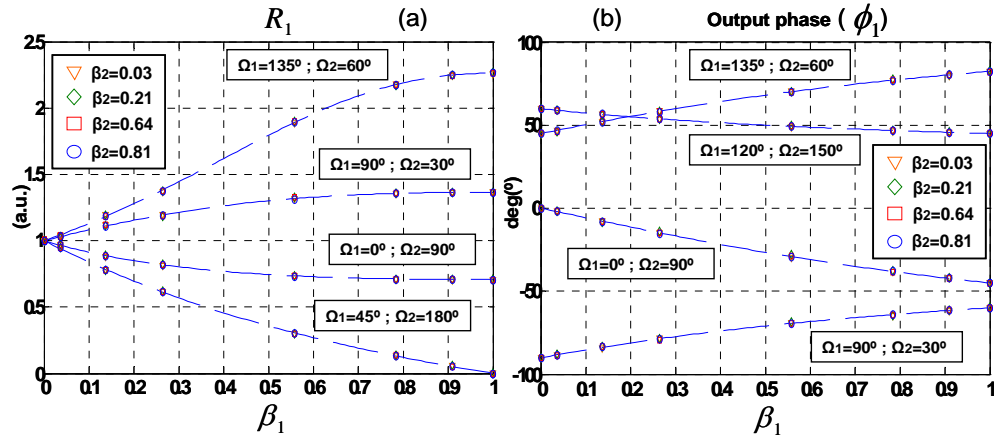 R₁ (a)
2.5
2
1.5
1
0.5
0
(a.u.)
▽ β2=0.03
◇ β2=0.21
□ β2=0.64
○ β2=0.81
Ω1=135º ; Ω2=60º
Ω1=90º ; Ω2=30º
Ω1=0º ; Ω2=90º
Ω1=45º ; Ω2=180º
0 0.1 0.2 0.3 0.4 0.5 0.6 0.7 0.8 0.9 1
β₁
(b) Output phase ( ϕ₁)
100
50
0
-50
-100
deg(º)
Ω1=135º ; Ω2=60º
Ω1=120º ; Ω2=150º
▽ β2=0.03
◇ β2=0.21
□ β2=0.64
○ β2=0.81
Ω1=0º ; Ω2=90º
Ω1=90º ; Ω2=30º
0 0.1 0.2 0.3 0.4 0.5 0.6 0.7 0.8 0.9 1
β₁